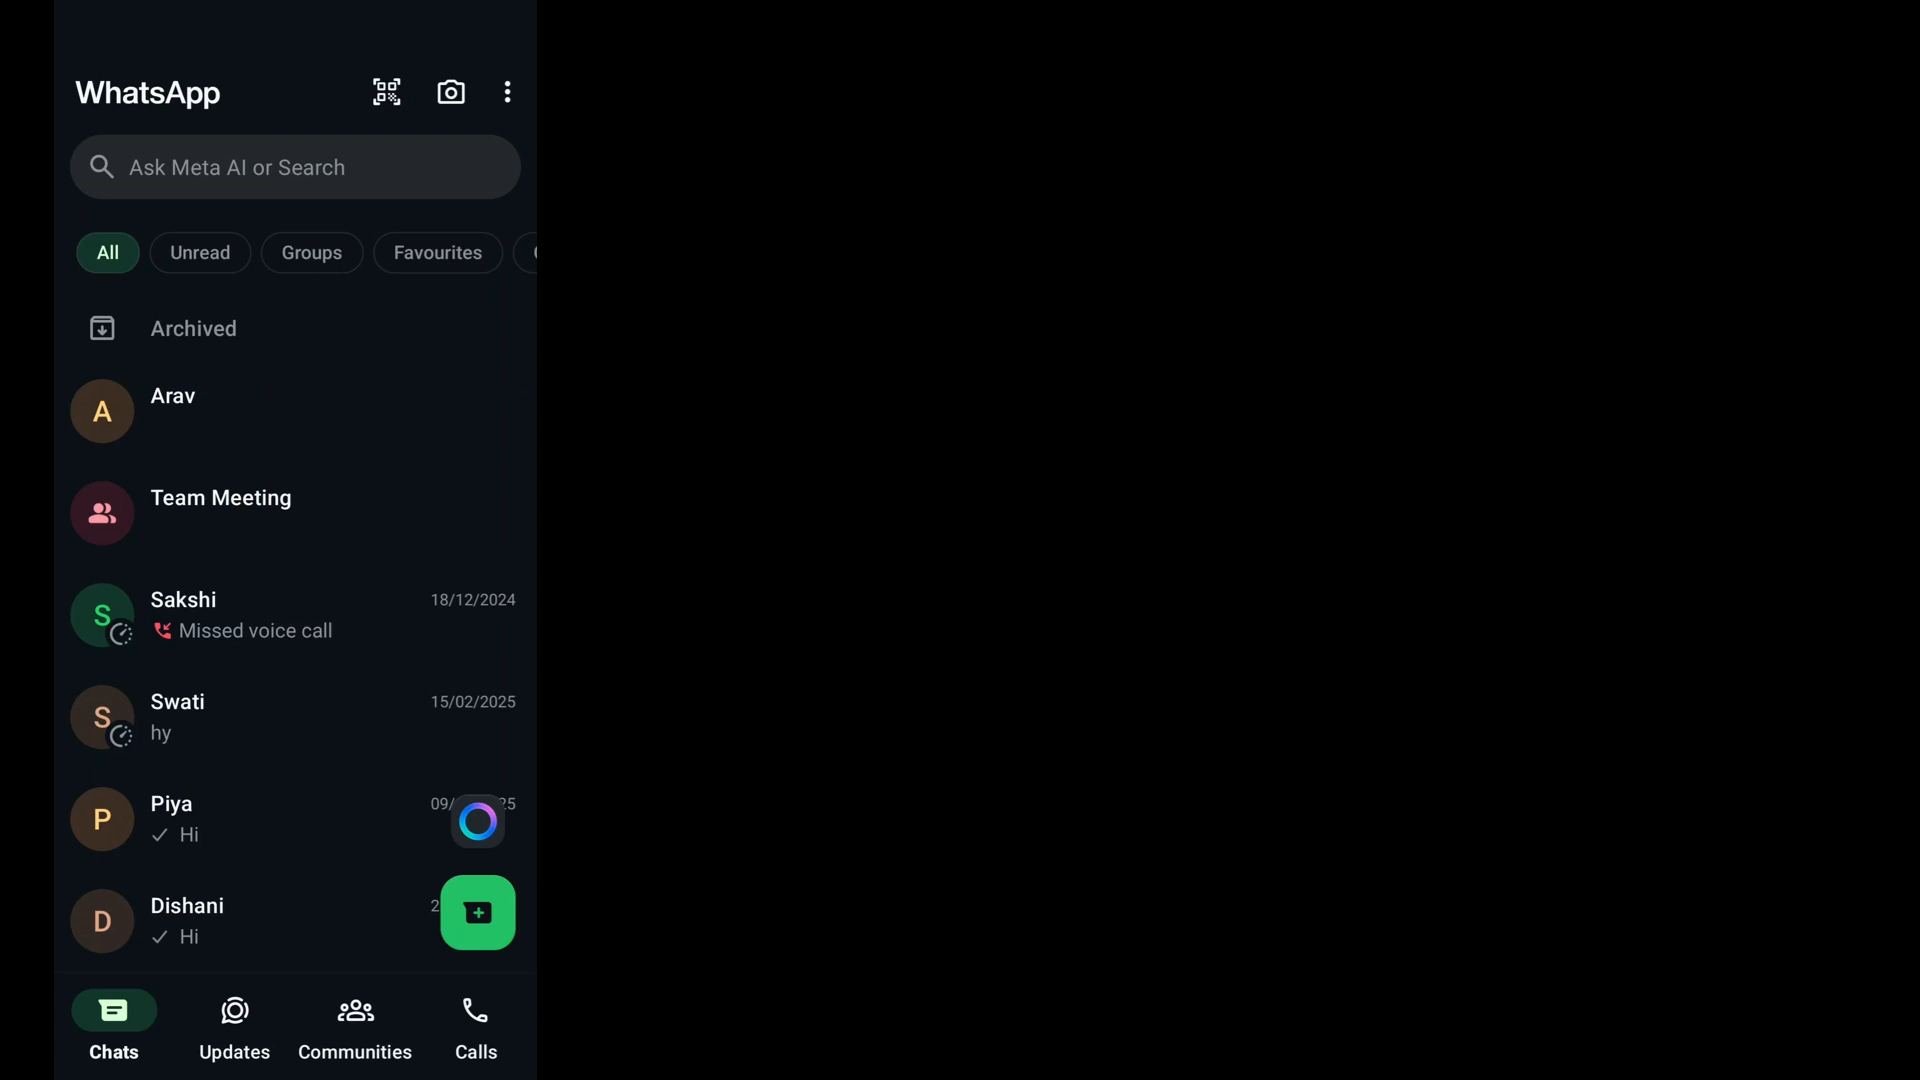 WhatsApp
Ask Meta AI or Search
All Unread Groups Favourites
Archived
A Arav
Team Meeting
S Sakshi 18/12/2024
Missed voice call
S Swati 15/02/2025
hy
P Piya
Hi
D Dishani
Hi
Chats Updates Communities Calls